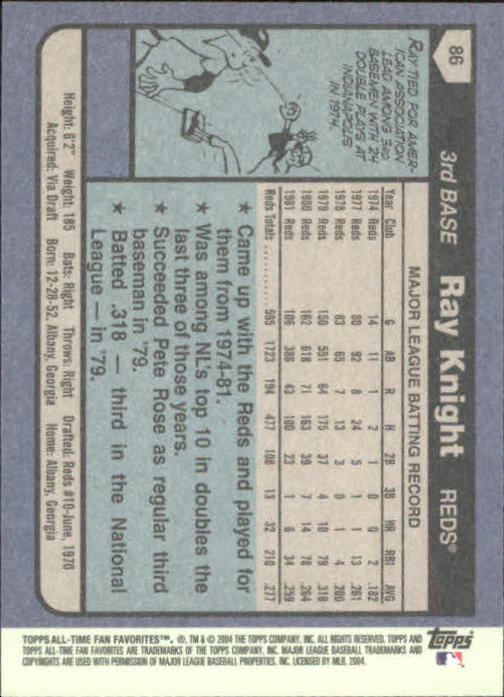 86
3rd BASE Ray Knight REDS®
RAY TIED FOR AMER-
ICAN ASSOCIATION
LEAD AMONG 3RD
BASEMEN WITH 24
DOUBLE PLAYS AT
INDIANAPOLIS
IN 1974.
MAJOR LEAGUE BATTING RECORD
Year Club G AB R H 2B 3B HR RBI AVG
1974 Reds 14 11 1 2 1 0 0 2 .182
1977 Reds 80 92 8 24 5 1 1 13 .261
1978 Reds 83 65 7 13 3 0 1 4 .200
1979 Reds 150 551 64 175 37 4 10 79 .318
1980 Reds 162 618 71 163 39 7 14 78 .264
1981 Reds 106 386 43 100 23 1 6 34 .259
Reds Totals 595 1723 194 477 108 13 32 210 .277
★ Came up with the Reds and played for
them from 1974-81.
★ Was among NL's top 10 in doubles the
last three of those years.
★ Succeeded Pete Rose as regular third
baseman in '79.
★ Batted .318 — third in the National
League — in '79.
Height: 6'2" Weight: 185 Bats: Right Throws: Right Drafted: Reds #10-June, 1970
Acquired: Via Draft Born: 12-28-52, Albany, Georgia Home: Albany, Georgia
TOPPS ALL-TIME FAN FAVORITES™. ®, TM & © 2004 THE TOPPS COMPANY, INC. ALL RIGHTS RESERVED. TOPPS AND
TOPPS ALL-TIME FAN FAVORITES ARE TRADEMARKS OF THE TOPPS COMPANY, INC. MAJOR LEAGUE BASEBALL TRADEMARKS AND
COPYRIGHTS ARE USED WITH PERMISSION OF MAJOR LEAGUE BASEBALL PROPERTIES, INC. LICENSED BY MLB, 2004.
Topps